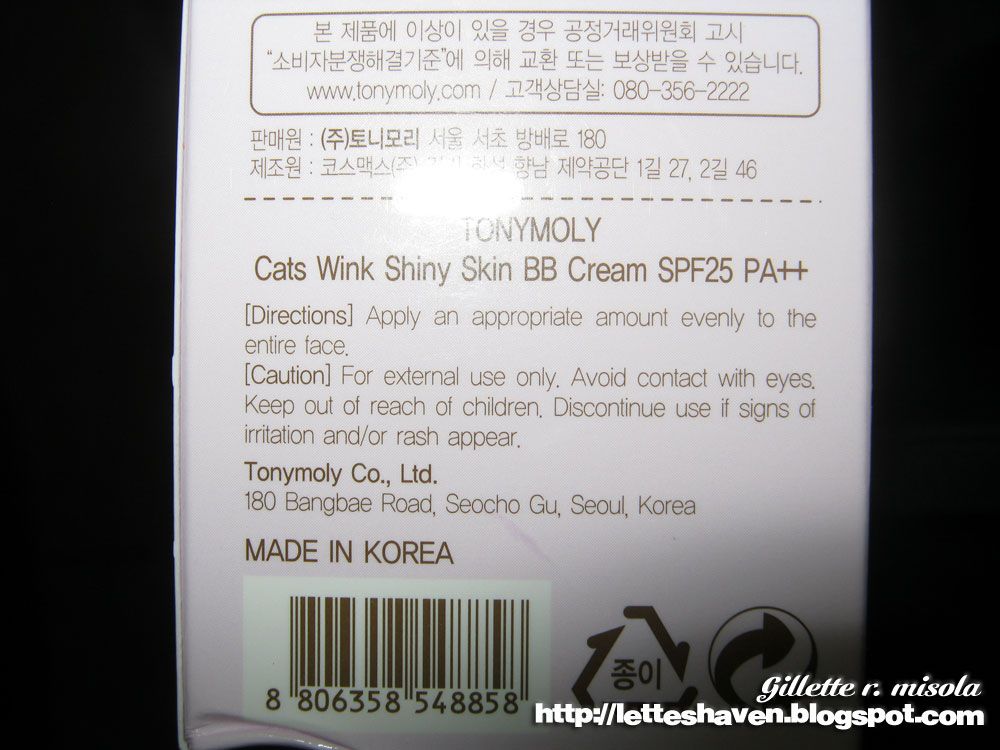 본 제품에 이상이 있을 경우 공정거래위원회 고시
“소비자분쟁해결기준”에 의해 교환 또는 보상받을 수 있습니다.
www.tonymoly.com / 고객상담실: 080-356-2222
판매원 : (주)토니모리 서울 서초 방배로 180
제조원 : 코스맥스(주) 향남 제약공단 1길 27, 2길 46
TONYMOLY
Cats Wink Shiny Skin BB Cream SPF25 PA++
[Directions] Apply an appropriate amount evenly to the
entire face.
[Caution] For external use only. Avoid contact with eyes.
Keep out of reach of children. Discontinue use if signs of
irritation and/or rash appear.
Tonymoly Co., Ltd.
180 Bangbae Road, Seocho Gu, Seoul, Korea
MADE IN KOREA
8 806358 548858
종이
Gillette r. misola
http://letteshaven.blogspot.com